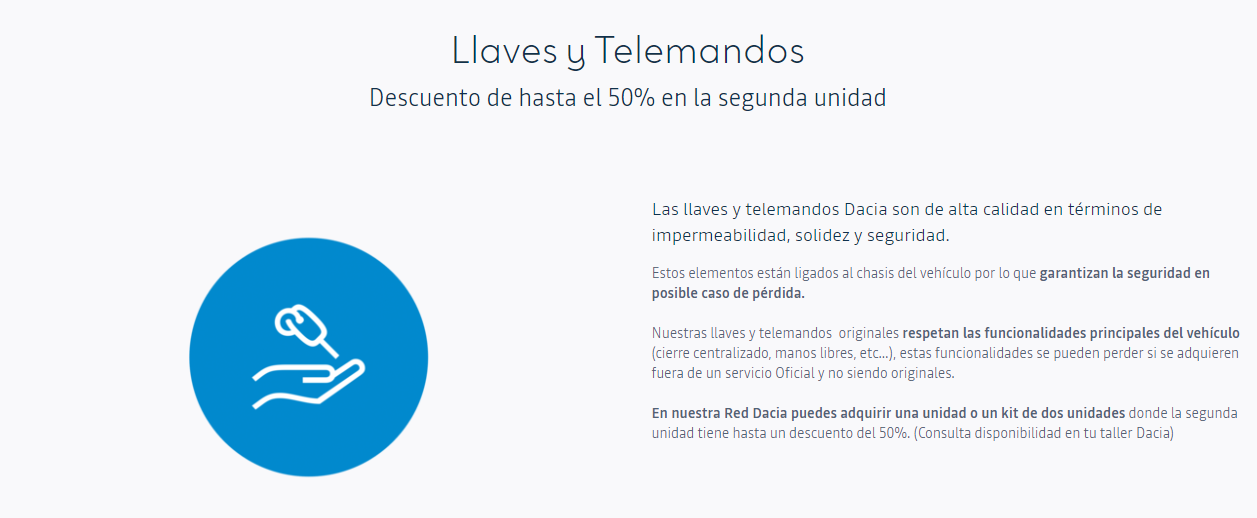 Llaves y Telemandos
Descuento de hasta el 50% en la segunda unidad
Las llaves y telemandos Dacia son de alta calidad en términos de
impermeabilidad, solidez y seguridad.
Estos elementos están ligados al chasis del vehículo por lo que garantizan la seguridad en
posible caso de pérdida.
Nuestras llaves y telemandos  originales respetan las funcionalidades principales del vehículo
(cierre centralizado, manos libres, etc...), estas funcionalidades se pueden perder si se adquieren
fuera de un servicio Oficial y no siendo originales.
En nuestra Red Dacia puedes adquirir una unidad o un kit de dos unidades donde la segunda
unidad tiene hasta un descuento del 50%. (Consulta disponibilidad en tu taller Dacia)